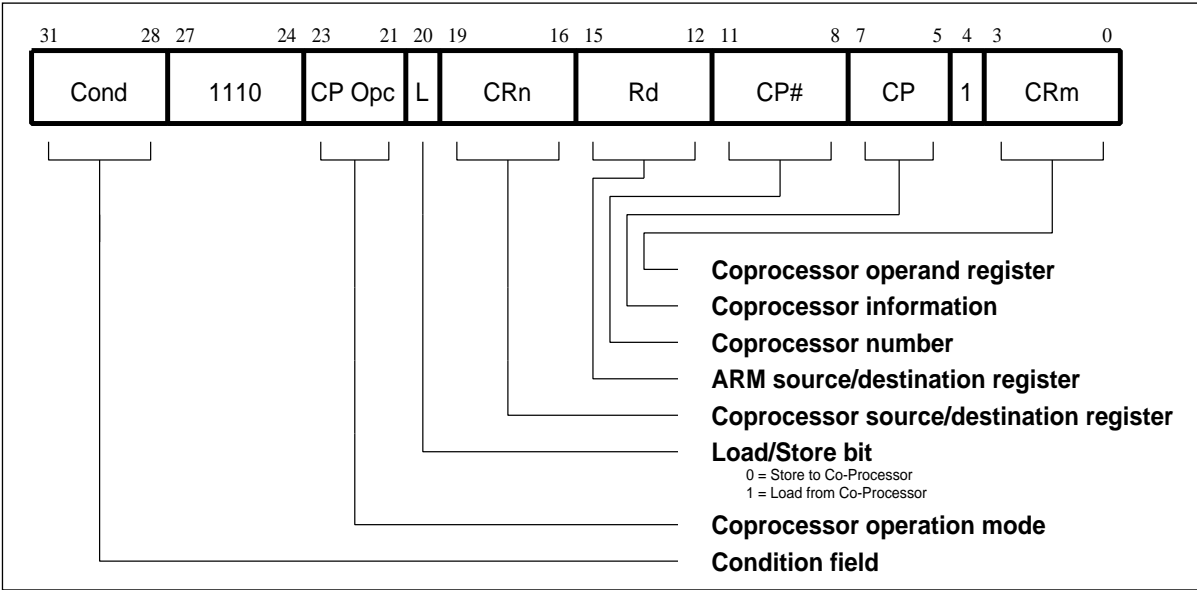 31 28 27 24 23 21 20 19 16 15 12 11 8 7 5 4 3 0
Cond 1110 CP Opc L CRn Rd CP# CP 1 CRm
Coprocessor operand register
Coprocessor information
Coprocessor number
ARM source/destination register
Coprocessor source/destination register
Load/Store bit
0 = Store to Co-Processor
1 = Load from Co-Processor
Coprocessor operation mode
Condition field